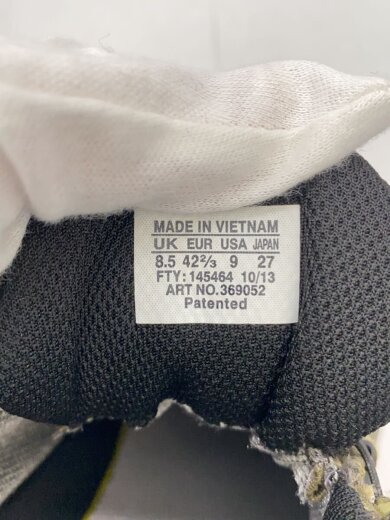 MADE IN VIETNAM
UK EUR USA JAPAN
8.5 42⅔ 9 27
FTY: 145464 10/13
ART NO.369052
Patented